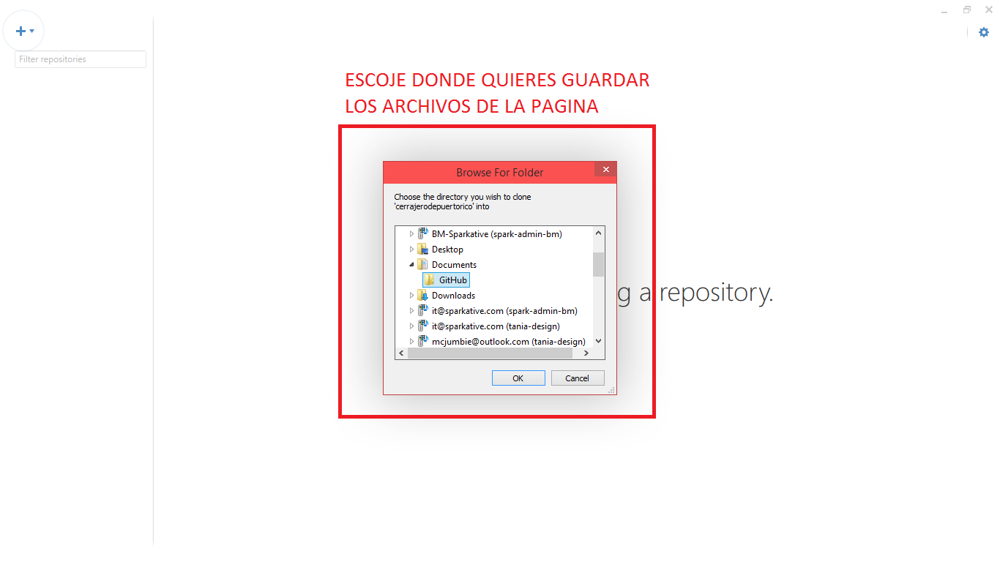 Filter repositories
ESCOJE DONDE QUIERES GUARDAR
LOS ARCHIVOS DE LA PAGINA
Browse For Folder
Choose the directory you wish to clone
'cerrajerodepuertorico' into
BM-Sparkative (spark-admin-bm)
Desktop
Documents
GitHub
Downloads
it@sparkative.com (spark-admin-bm)
it@sparkative.com (tania-design)
mcjumbie@outlook.com (tania-design)
g a repository.
OK Cancel